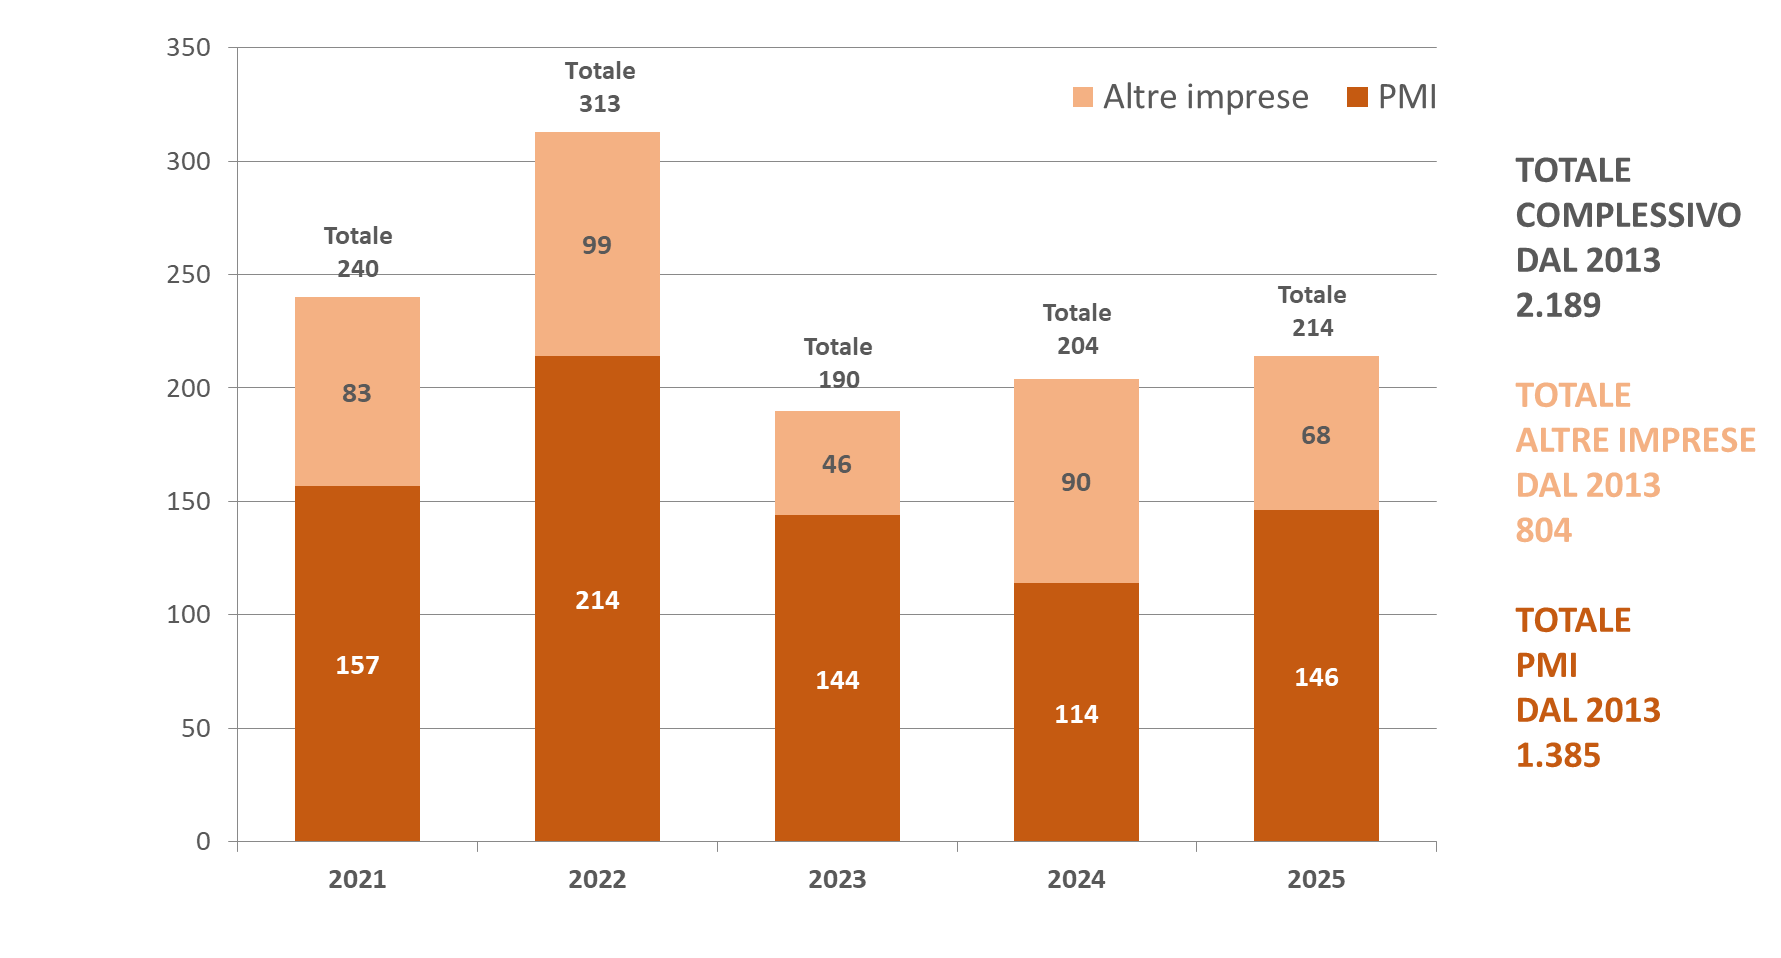 350
300
250
200
150
100
50
0
Totale
240
83
157
Totale
313
99
214
Totale
190
46
144
Totale
204
90
114
Totale
214
68
146
2021
2022
2023
2024
2025
Altre imprese
PMI
TOTALE
COMPLESSIVO
DAL 2013
2.189
TOTALE
ALTRE IMPRESE
DAL 2013
804
TOTALE
PMI
DAL 2013
1.385